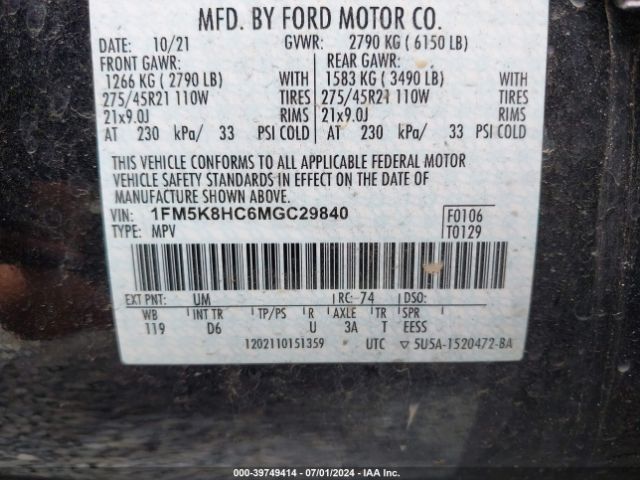 MFD. BY FORD MOTOR CO.
DATE: 10/21 GVWR: 2790 KG ( 6150 LB)
FRONT GAWR: REAR GAWR:
1266 KG ( 2790 LB) WITH 1583 KG ( 3490 LB) WITH
275/45R21 110W TIRES 275/45R21 110W TIRES
21x9.0J RIMS 21x9.0J RIMS
AT 230 kPa/ 33 PSI COLD AT 230 kPa/ 33 PSI COLD
THIS VEHICLE CONFORMS TO ALL APPLICABLE FEDERAL MOTOR
VEHICLE SAFETY STANDARDS IN EFFECT ON THE DATE OF
MANUFACTURE SHOWN ABOVE.
VIN: 1FM5K8HC6MGC29840 F0106
TYPE: MPV T0129
EXT PNT: UM RC: 74 DSO:
WB INT TR TP/PS R AXLE TR SPR
119 D6 U 3A T EESS
1202110151359 UTC 5U5A-1520472-BA
000-39749414 - 07/01/2024 - IAA Inc.